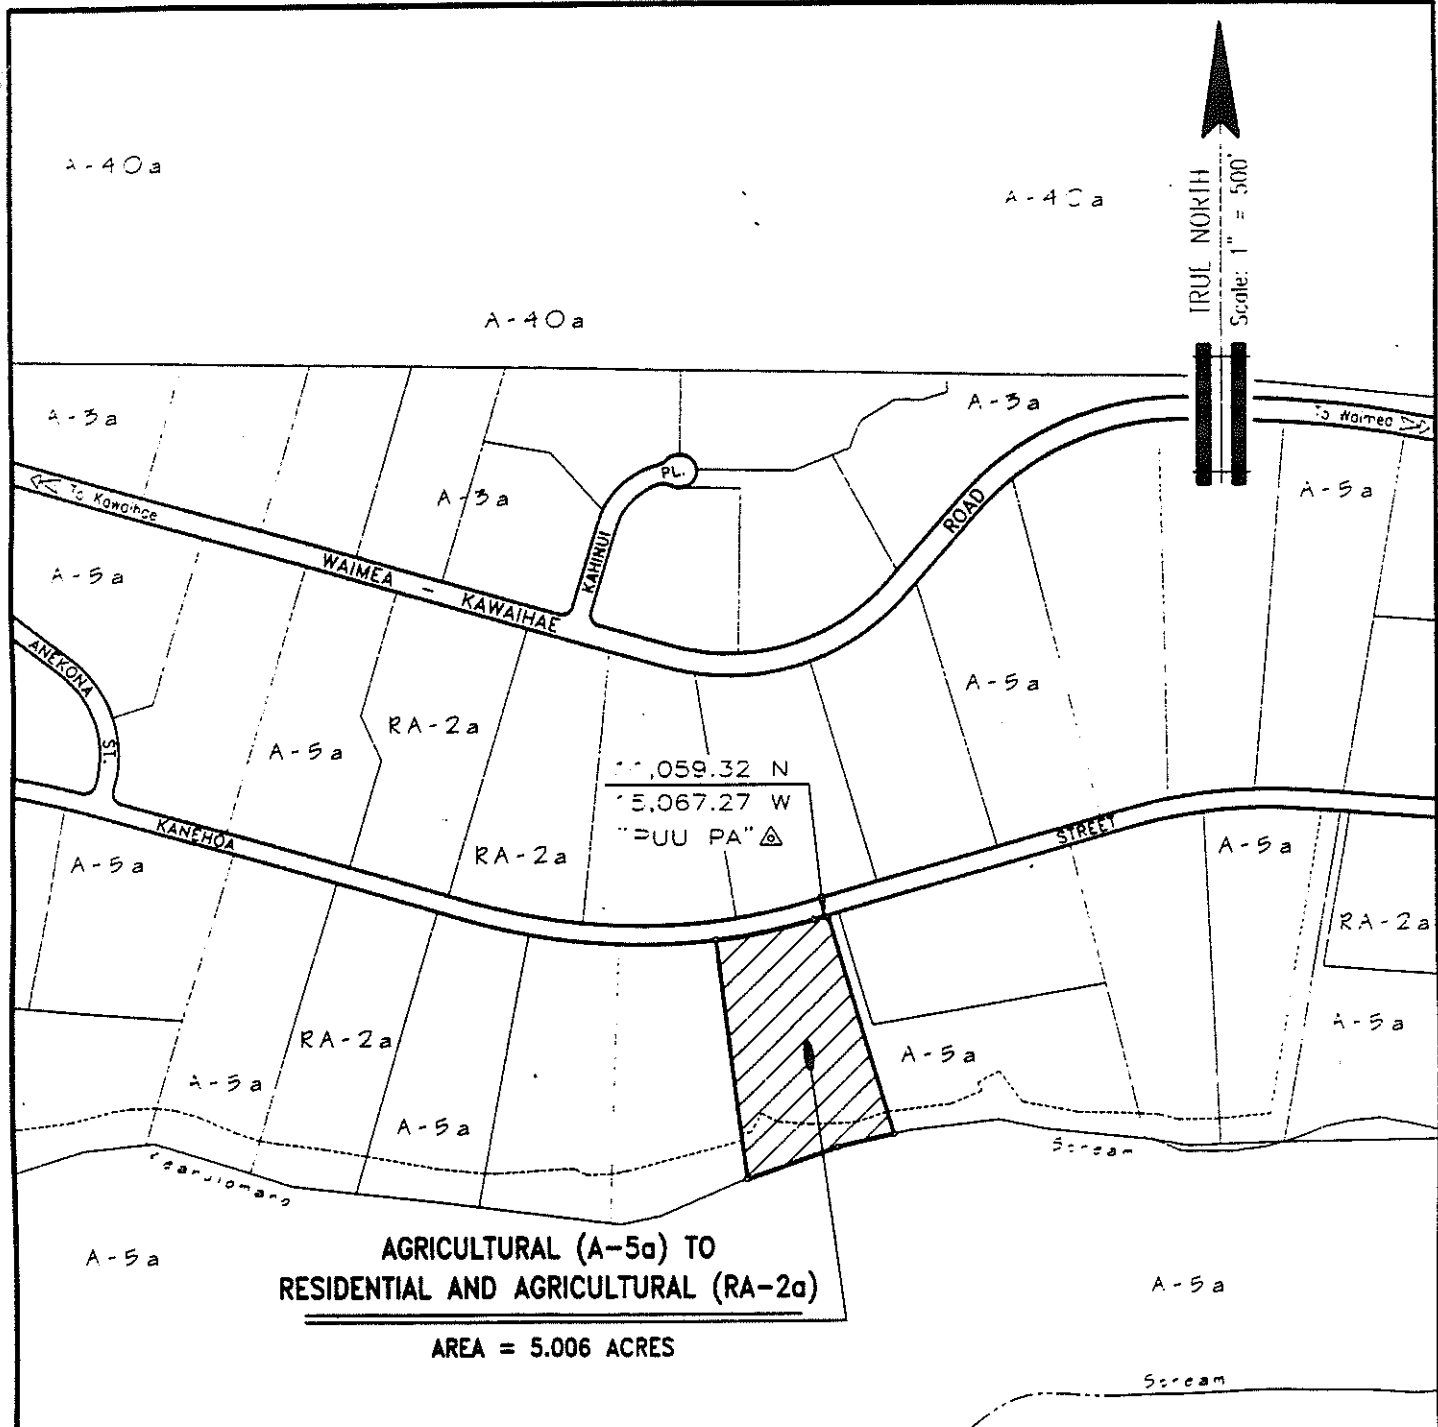 A-40a
A-40a
TRUE NORTH
Scale: 1" = 500'
A-40a
A-3a
A-3a
To Waimea
To Kawaihae
A-3a
PL.
A-5a
ROAD
KAHINUI
WAIMEA - KAWAIHAE
A-5a
ANEKONA
ST.
A-5a
RA-2a
A-5a
,059.32 N
5,067.27 W
"PUU PA"
KANEHOA
STREET
A-5a
RA-2a
A-5a
RA-2a
RA-2a
A-5a
A-5a
A-5a
A-5a
Stream
A-5a
AGRICULTURAL (A-5a) TO
RESIDENTIAL AND AGRICULTURAL (RA-2a)
AREA = 5.006 ACRES
A-5a
Stream